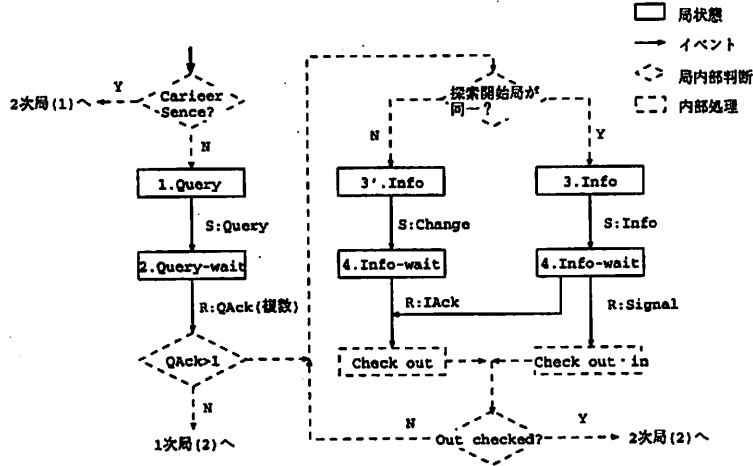 局状態
イベント
局内部判断
内部処理
Y
2次局(1)へ
Carieer
Sence?
N
1.Query
S:Query
2.Query-wait
R:QAck(複数)
QAck>1
N
1次局(2)へ
探索開始局が
同一?
N
Y
3'.Info
3.Info
S:Change
S:Info
4.Info-wait
4.Info-wait
R:IAck
R:Signal
Check out
Check out・in
N
Out checked?
Y
2次局(2)へ